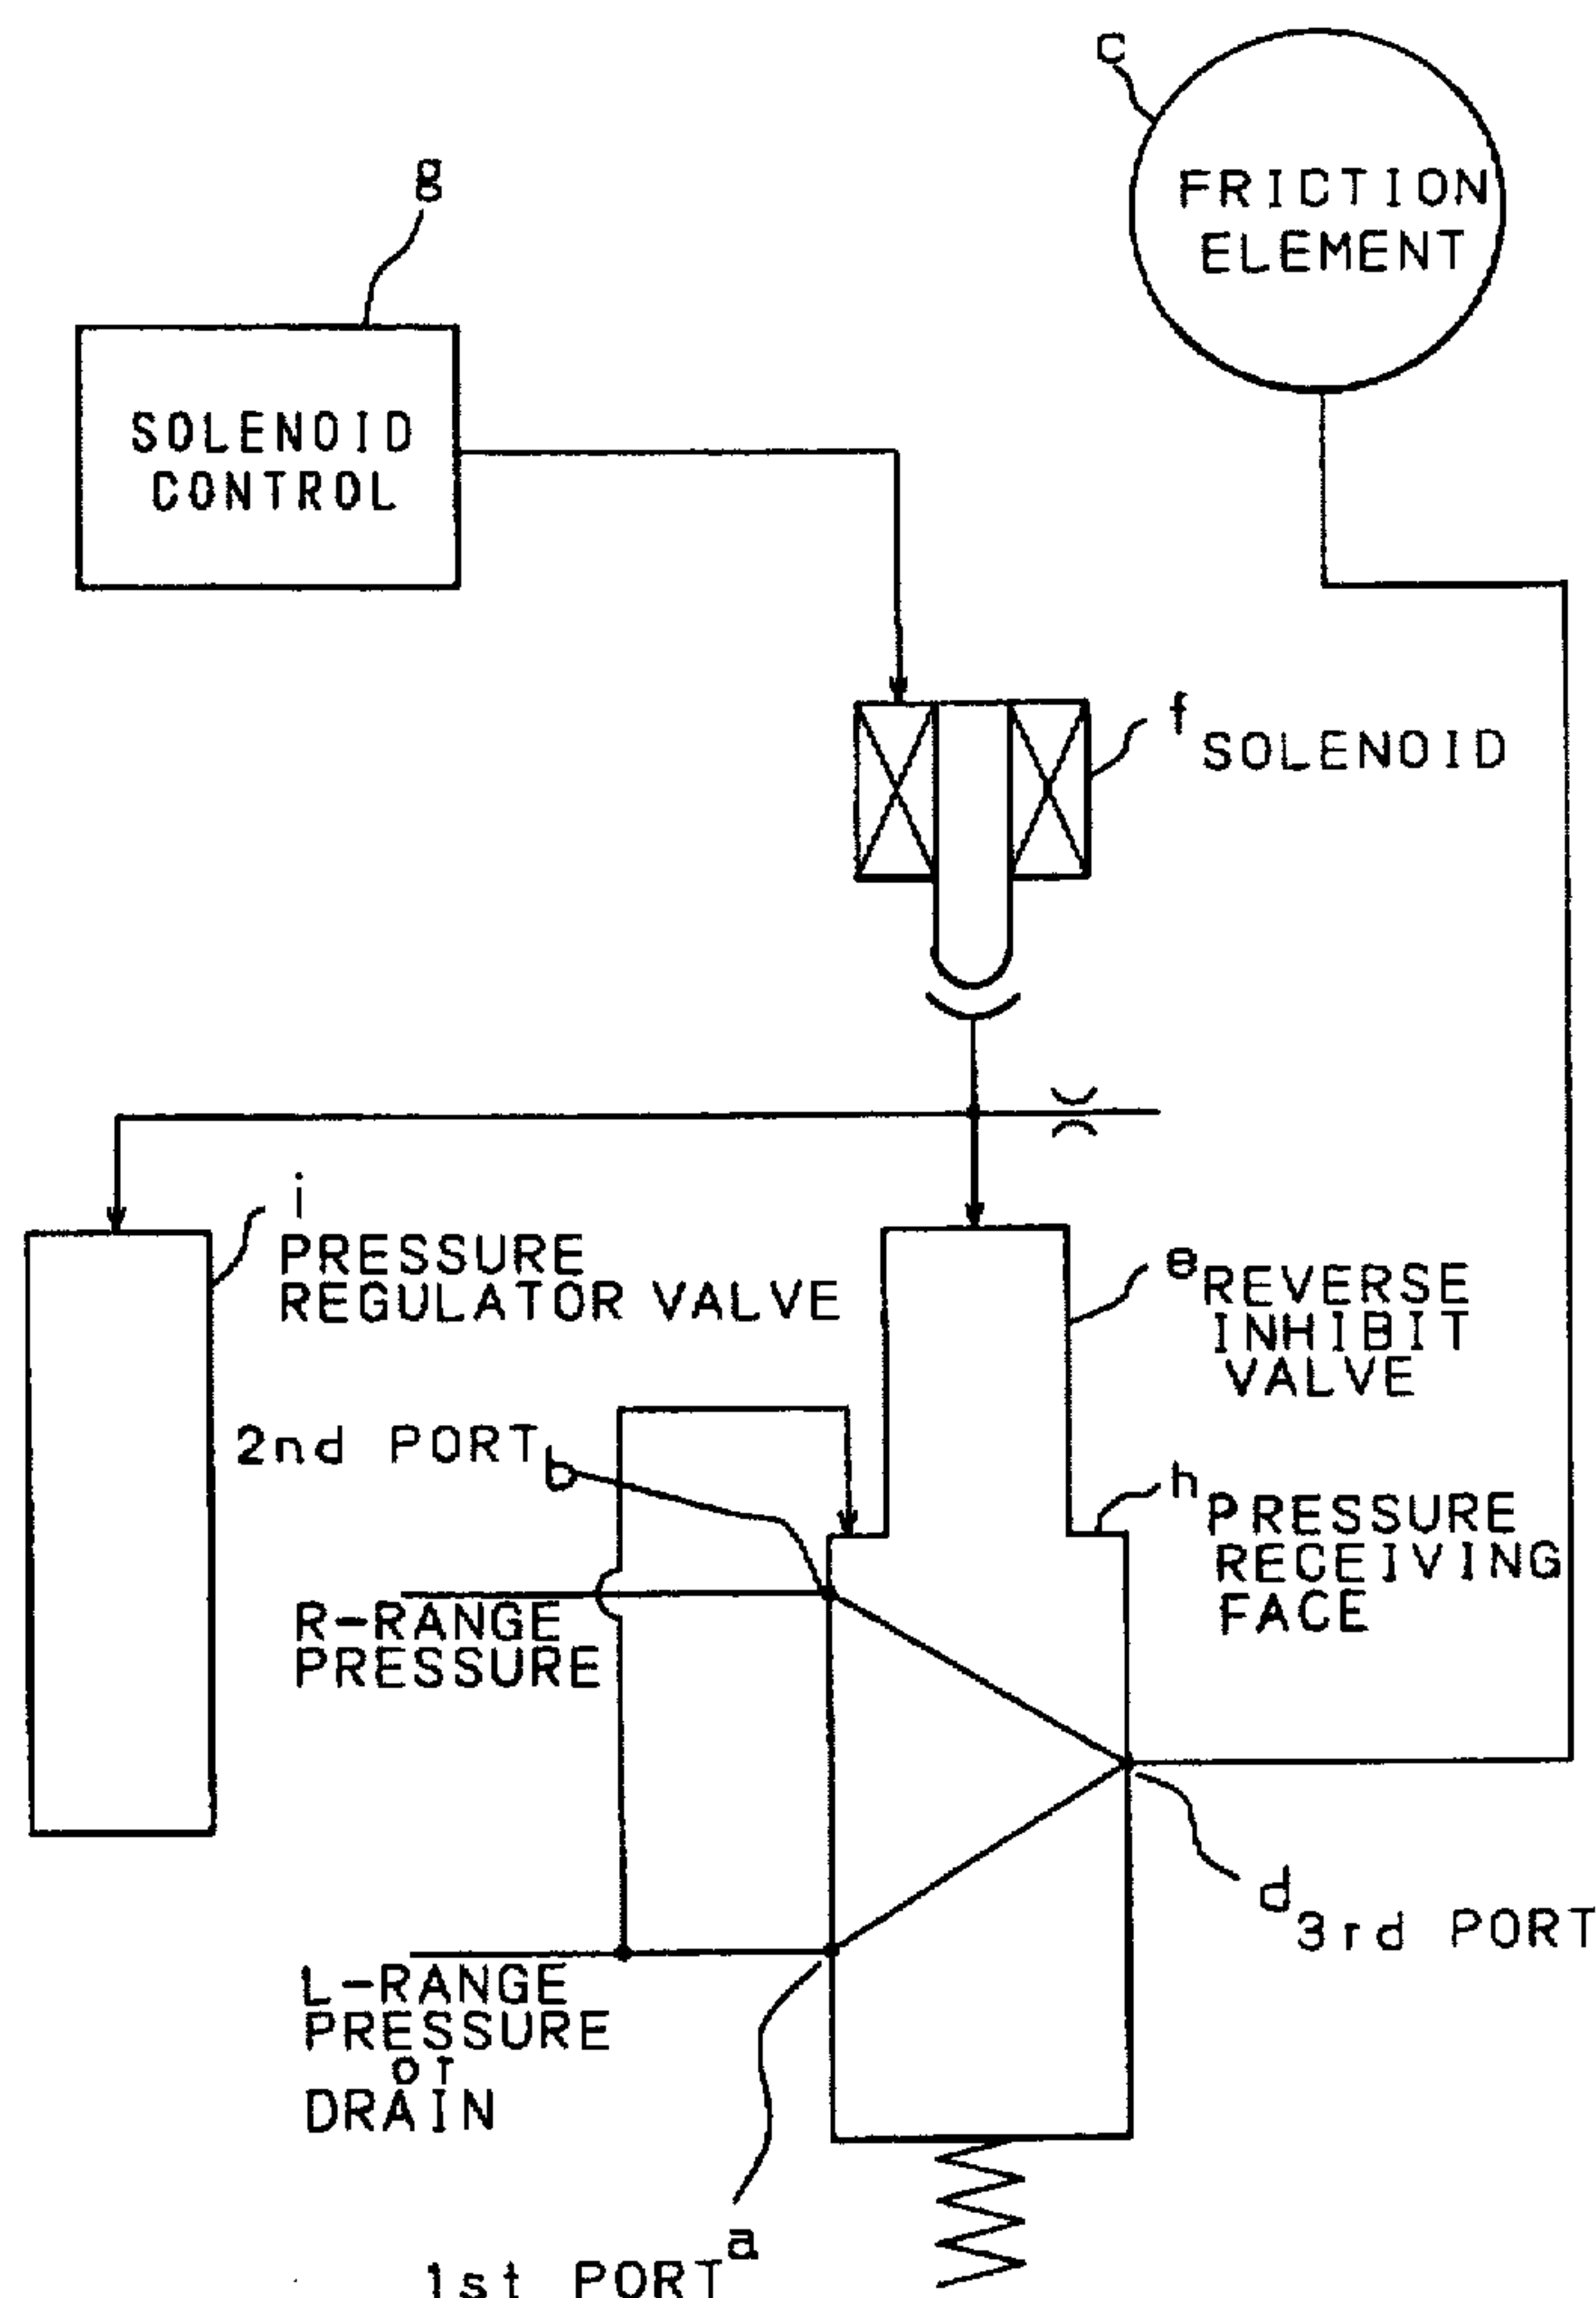 c
FRICTION
ELEMENT
g
SOLENOID
CONTROL
f
SOLENOID
i
PRESSURE
REGULATOR VALVE
e
REVERSE
INHIBIT
VALVE
2nd PORT
b
h
PRESSURE
RECEIVING
FACE
R-RANGE
PRESSURE
d
3rd PORT
L-RANGE
PRESSURE
or
DRAIN
a
1st PORT